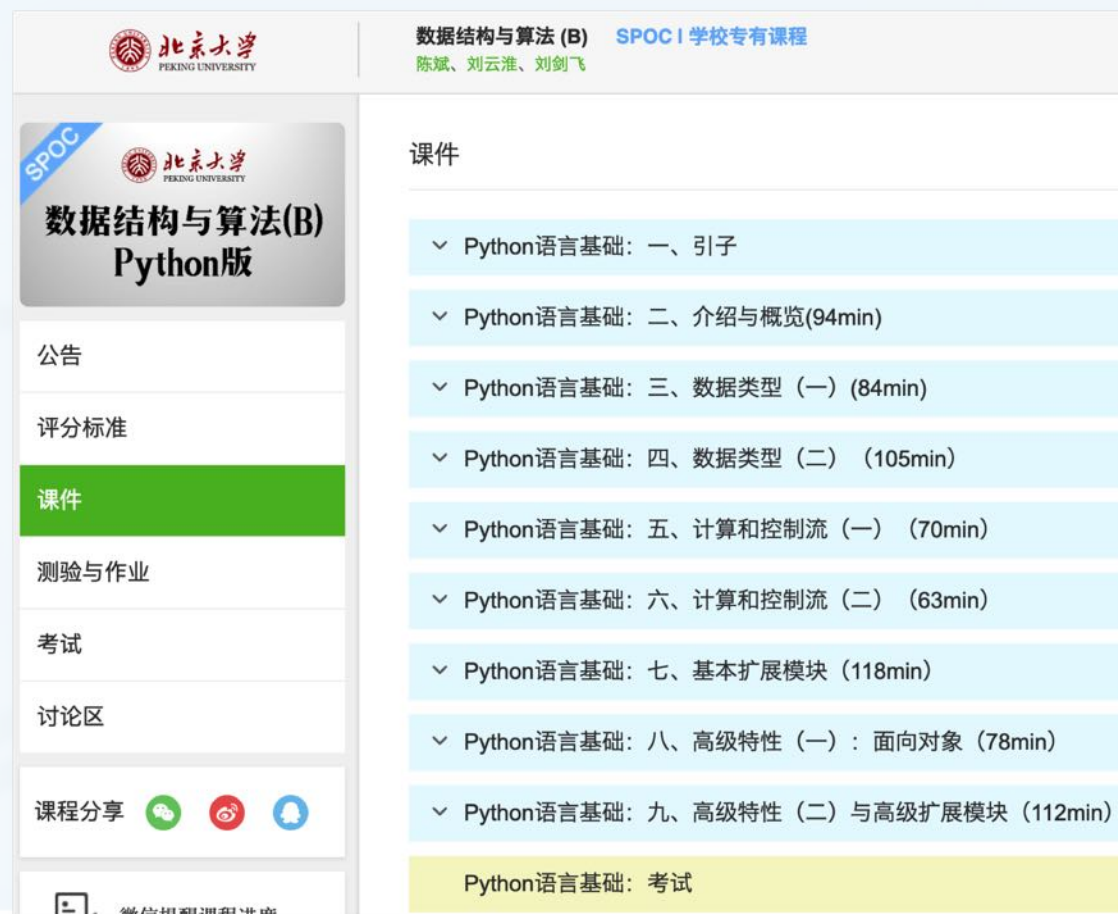 北京大学
PEKING UNIVERSITY
数据结构与算法 (B) SPOC | 学校专有课程
陈斌、刘云淮、刘剑飞
SPOC
北京大学
PEKING UNIVERSITY
数据结构与算法(B)
Python版
公告
评分标准
课件
测验与作业
考试
讨论区
课程分享
微信提醒课程进度
课件
Python语言基础：一、引子
Python语言基础：二、介绍与概览(94min)
Python语言基础：三、数据类型（一）(84min)
Python语言基础：四、数据类型（二）（105min）
Python语言基础：五、计算和控制流（一）（70min）
Python语言基础：六、计算和控制流（二）（63min）
Python语言基础：七、基本扩展模块（118min）
Python语言基础：八、高级特性（一）：面向对象（78min）
Python语言基础：九、高级特性（二）与高级扩展模块（112min）
Python语言基础：考试